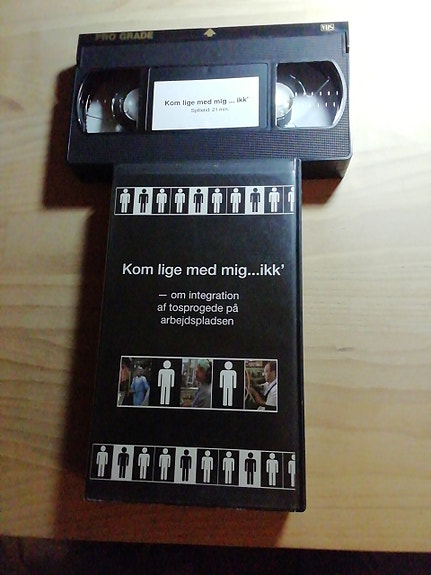 PRO GRADE
VHS
Kom lige med mig ... ikk'
Spilletid: 21 min.
Kom lige med mig...ikk'
— om integration
af tosprogede på
arbejdspladsen